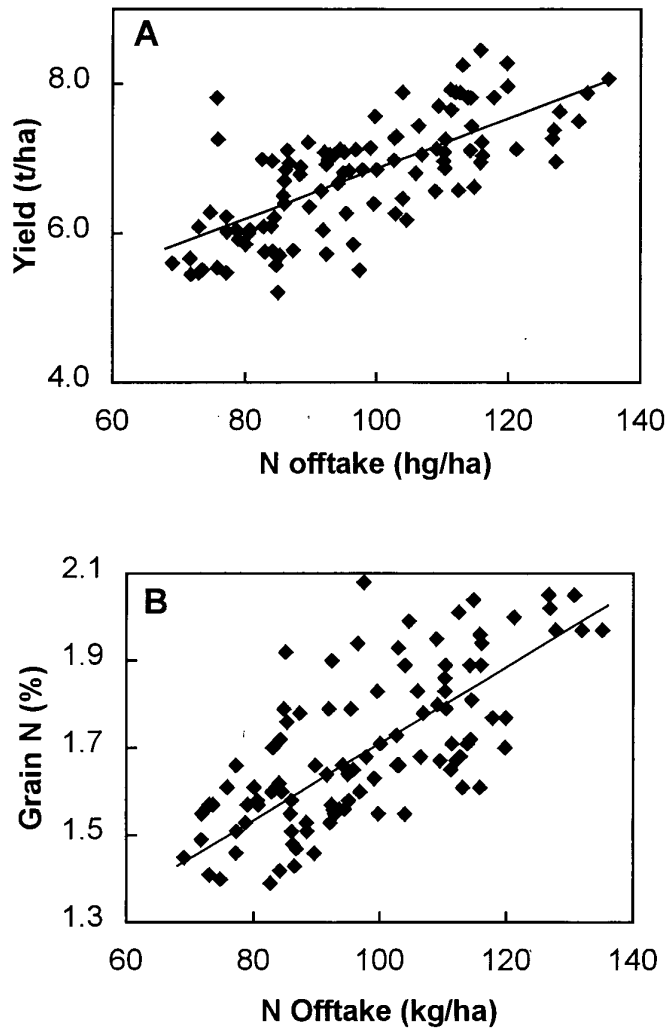 A
8.0
6.0
4.0
Yield (t/ha)
60 80 100 120 140
N offtake (hg/ha)
B
2.1
1.9
1.7
1.5
1.3
Grain N (%)
60 80 100 120 140
N Offtake (kg/ha)